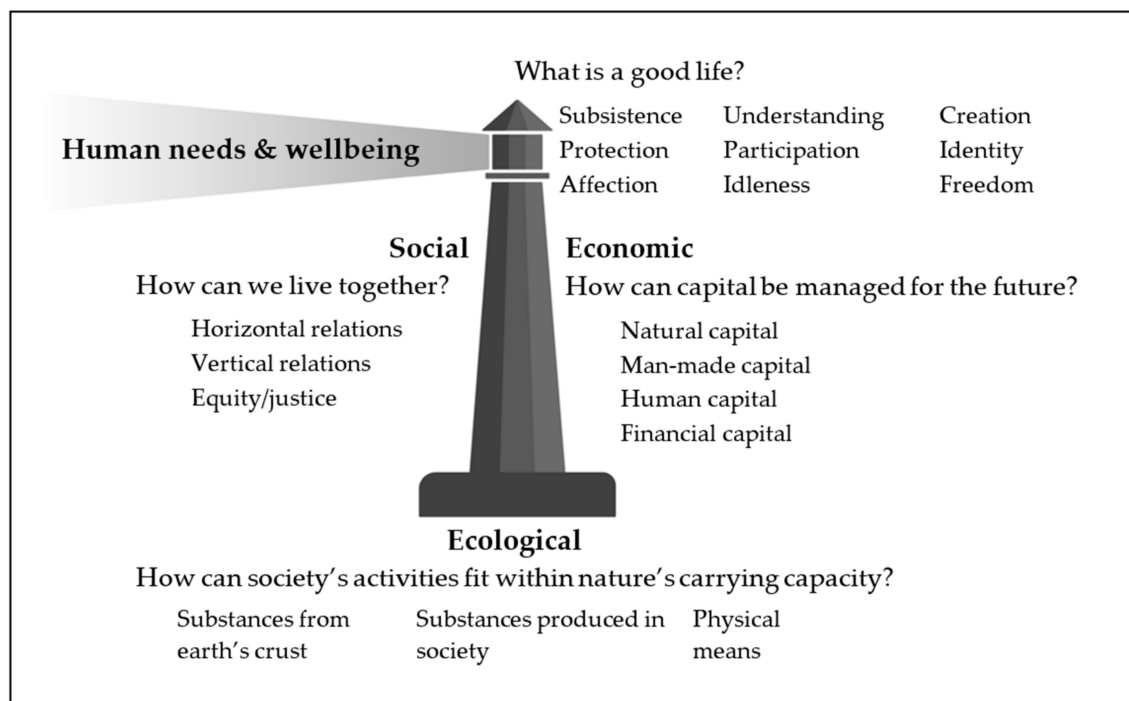 What is a good life?
Human needs & wellbeing
Subsistence Understanding Creation
Protection Participation Identity
Affection Idleness Freedom
Social
How can we live together?
Horizontal relations
Vertical relations
Equity/justice
Economic
How can capital be managed for the future?
Natural capital
Man-made capital
Human capital
Financial capital
Ecological
How can society’s activities fit within nature’s carrying capacity?
Substances from
earth’s crust
Substances produced in
society
Physical
means